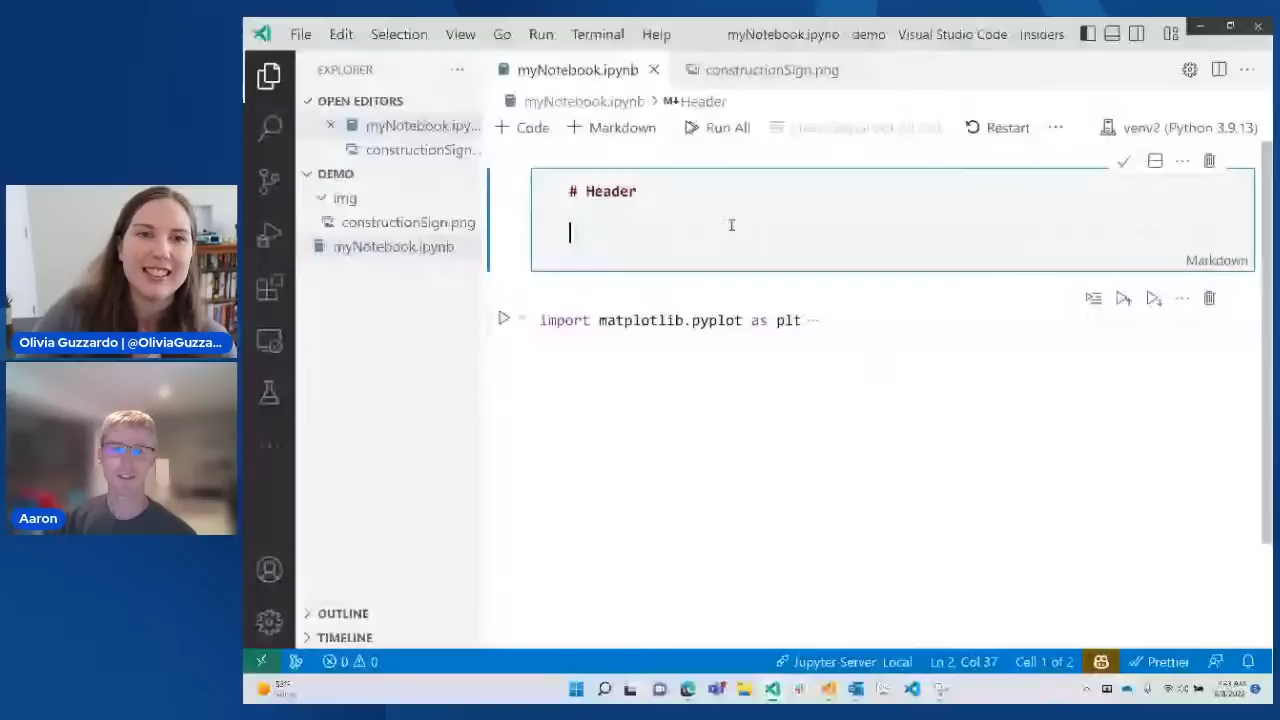 File Edit Selection View Go Run Terminal Help myNotebook.ipynb demo Visual Studio Code Insiders
EXPLORER
myNotebook.ipynb
constructionSign.png
OPEN EDITORS
myNotebook.ipy...
constructionSign...
DEMO
img
constructionSign.png
myNotebook.ipynb
OUTLINE
TIMELINE
myNotebook.ipynb > M↓Header
+ Code + Markdown Run All Restart ... venv2 (Python 3.9.13)
# Header
Markdown
import matplotlib.pyplot as plt ...
Olivia Guzzardo | @OliviaGuzza...
Aaron
0 0 Jupyter Server Local Ln 2, Col 37 Cell 1 of 2 Prettier